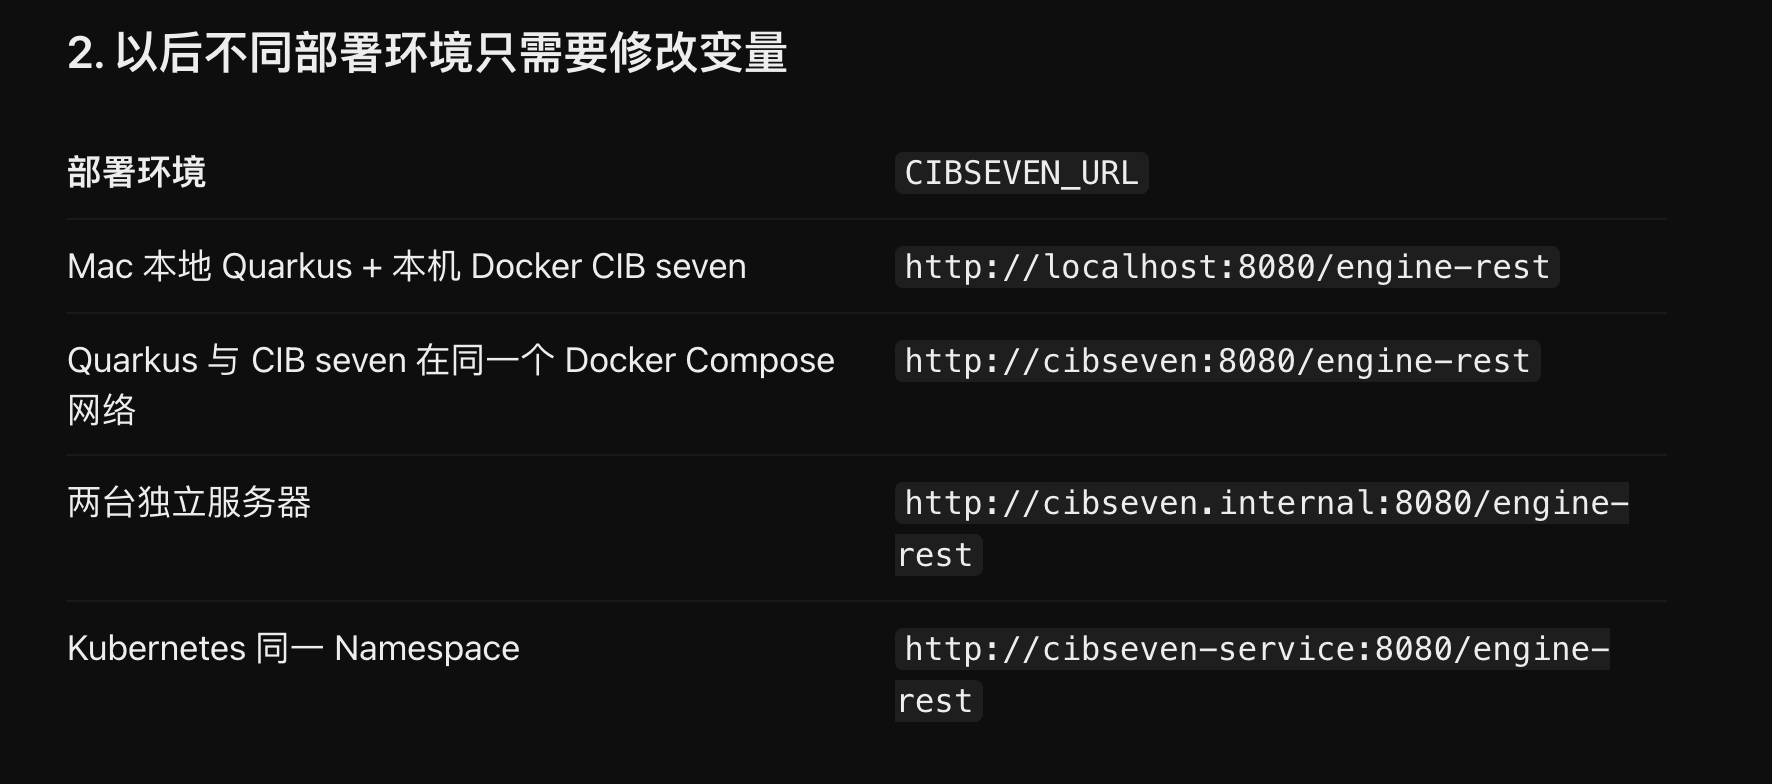 2. 以后不同部署环境只需要修改变量
部署环境
CIBSEVEN_URL
Mac 本地 Quarkus + 本机 Docker CIB seven
http://localhost:8080/engine-rest
Quarkus 与 CIB seven 在同一个 Docker Compose
网络
http://cibseven:8080/engine-rest
两台独立服务器
http://cibseven.internal:8080/engine-
rest
Kubernetes 同一 Namespace
http://cibseven-service:8080/engine-
rest